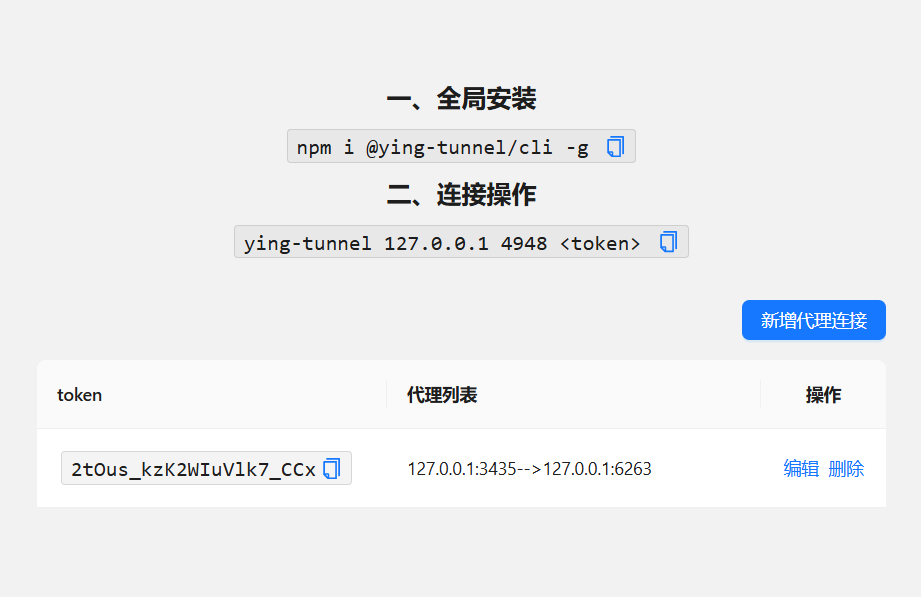 一、全局安装
npm i @ying-tunnel/cli -g
二、连接操作
ying-tunnel 127.0.0.1 4948 <token>
新增代理连接
token 代理列表 操作
2tOus_kzK2WIuVlk7_CCx 127.0.0.1:3435-->127.0.0.1:6263 编辑 删除